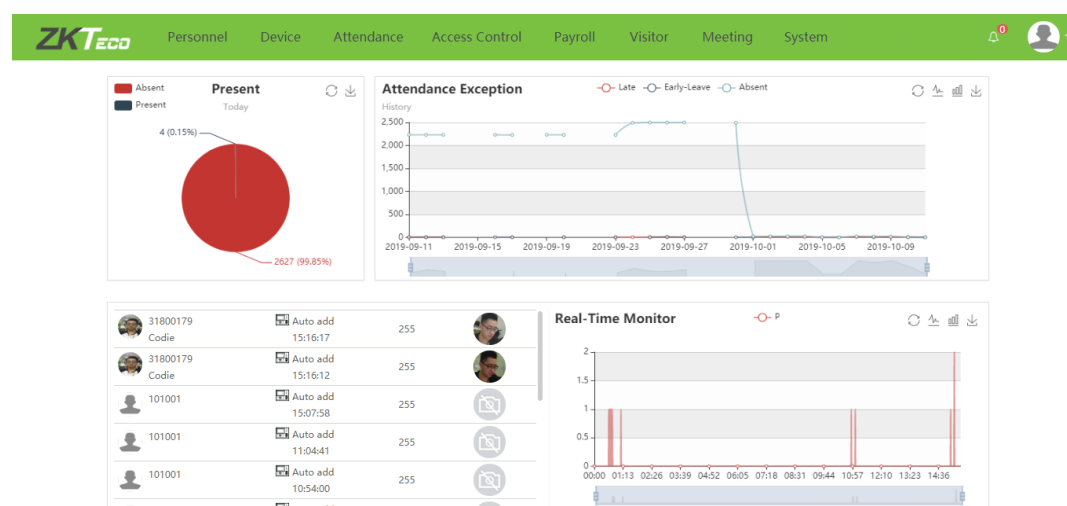 ZKTeco Personnel Device Attendance Access Control Payroll Visitor Meeting System 0
Absent
Present
Present
Today
4 (0.15%)
2627 (99.85%)
Attendance Exception
Late Early-Leave Absent
History
2,500
2,000
1,500
1,000
500
0
2019-09-11 2019-09-15 2019-09-19 2019-09-23 2019-09-27 2019-10-01 2019-10-05 2019-10-09
31800179 Auto add 255
Codie 15:16:17
31800179 Auto add 255
Codie 15:16:12
101001 Auto add 255
15:07:58
101001 Auto add 255
11:04:41
101001 Auto add 255
10:54:00
Real-Time Monitor
P
2
1.5
1
0.5
0
00:00 01:13 02:26 03:39 04:52 06:05 07:18 08:31 09:44 10:57 12:10 13:23 14:36